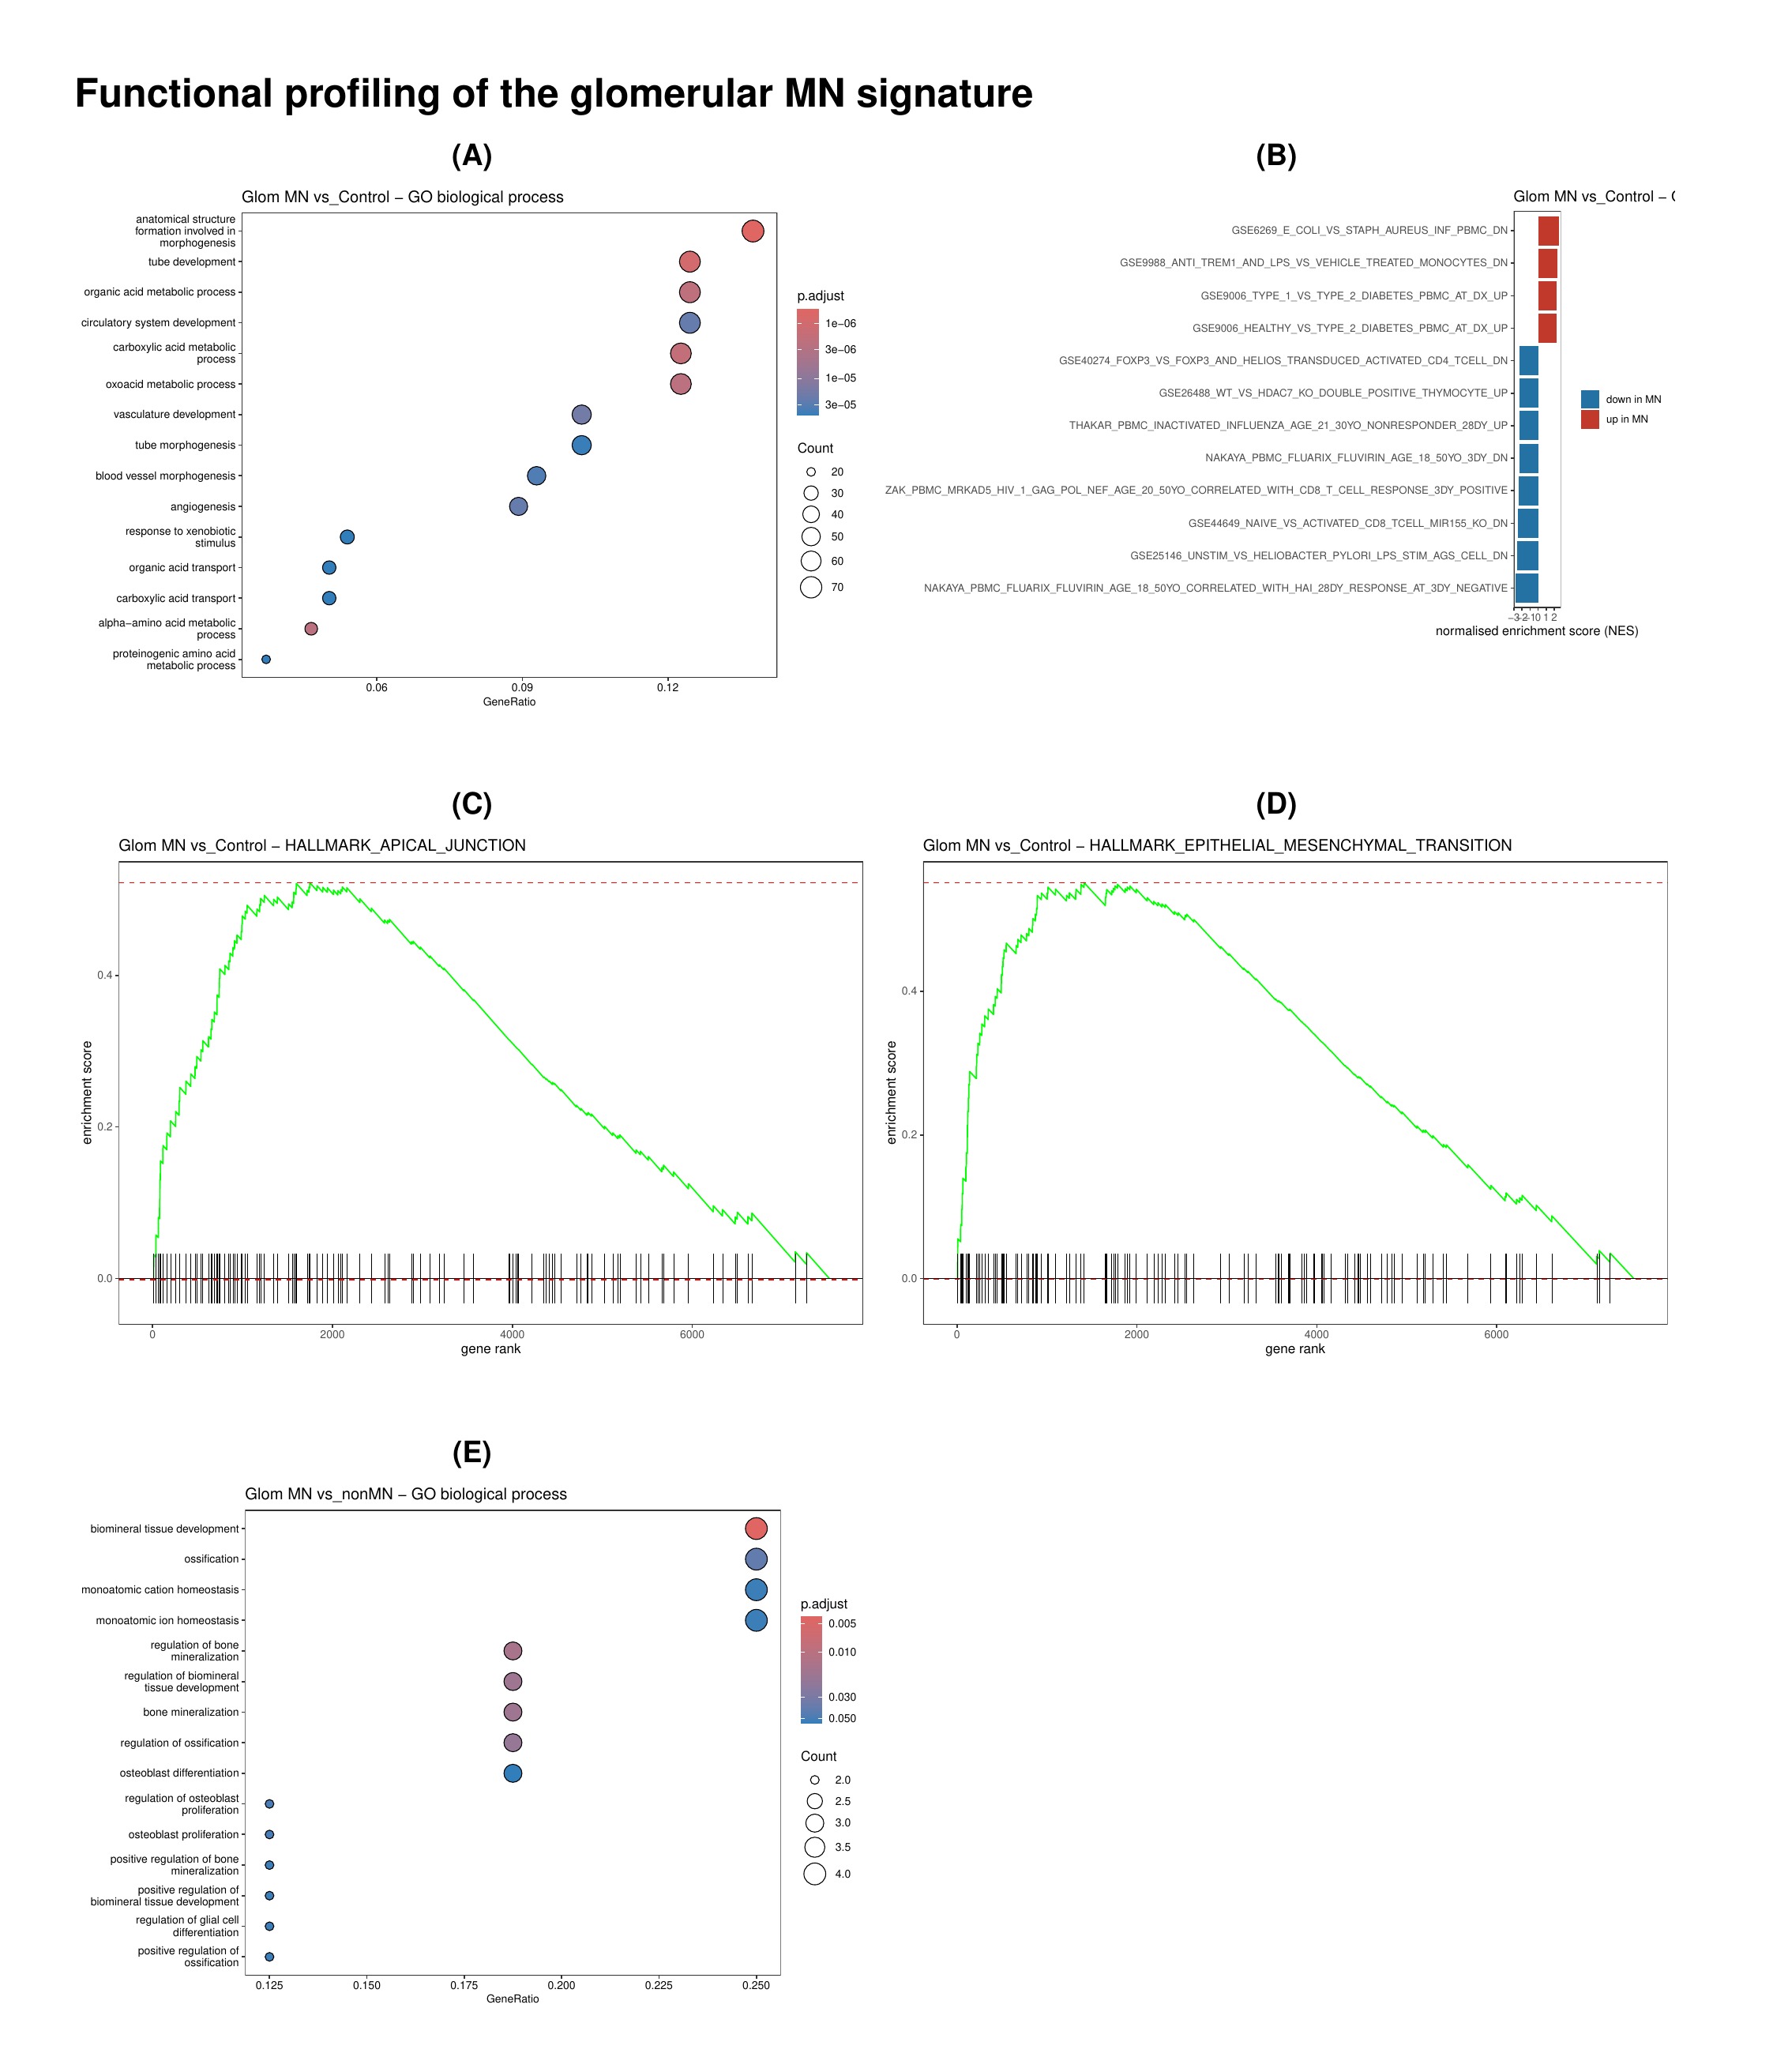 Functional profiling of the glomerular MN signature
(A)
Glom MN vs_Control − GO biological process
anatomical structure
formation involved in
morphogenesis
tube development
organic acid metabolic process
circulatory system development
carboxylic acid metabolic
process
oxoacid metabolic process
vasculature development
tube morphogenesis
blood vessel morphogenesis
angiogenesis
response to xenobiotic
stimulus
organic acid transport
carboxylic acid transport
alpha−amino acid metabolic
process
proteinogenic amino acid
metabolic process
0.06 0.09 0.12
GeneRatio
p.adjust
1e−06
3e−06
1e−05
3e−05
Count
20
30
40
50
60
70
(B)
Glom MN vs_Control −
GSE6269_E_COLI_VS_STAPH_AUREUS_INF_PBMC_DN
GSE9988_ANTI_TREM1_AND_LPS_VS_VEHICLE_TREATED_MONOCYTES_DN
GSE9006_TYPE_1_VS_TYPE_2_DIABETES_PBMC_AT_DX_UP
GSE9006_HEALTHY_VS_TYPE_2_DIABETES_PBMC_AT_DX_UP
GSE40274_FOXP3_VS_FOXP3_AND_HELIOS_TRANSDUCED_ACTIVATED_CD4_TCELL_DN
GSE26488_WT_VS_HDAC7_KO_DOUBLE_POSITIVE_THYMOCYTE_UP
THAKAR_PBMC_INACTIVATED_INFLUENZA_AGE_21_30YO_NONRESPONDER_28DY_UP
NAKAYA_PBMC_FLUARIX_FLUVIRIN_AGE_18_50YO_3DY_DN
ZAK_PBMC_MRKAD5_HIV_1_GAG_POL_NEF_AGE_20_50YO_CORRELATED_WITH_CD8_T_CELL_RESPONSE_3DY_POSITIVE
GSE44649_NAIVE_VS_ACTIVATED_CD8_TCELL_MIR155_KO_DN
GSE25146_UNSTIM_VS_HELIOBACTER_PYLORI_LPS_STIM_AGS_CELL_DN
NAKAYA_PBMC_FLUARIX_FLUVIRIN_AGE_18_50YO_CORRELATED_WITH_HAI_28DY_RESPONSE_AT_3DY_NEGATIVE
−3 −2 −1 0 1 2
normalised enrichment score (NES)
down in MN
up in MN
(C)
Glom MN vs_Control − HALLMARK_APICAL_JUNCTION
enrichment score
0.4
0.2
0.0
0 2000 4000 6000
gene rank
(D)
Glom MN vs_Control − HALLMARK_EPITHELIAL_MESENCHYMAL_TRANSITION
enrichment score
0.4
0.2
0.0
0 2000 4000 6000
gene rank
(E)
Glom MN vs_nonMN − GO biological process
biomineral tissue development
ossification
monoatomic cation homeostasis
monoatomic ion homeostasis
regulation of bone
mineralization
regulation of biomineral
tissue development
bone mineralization
regulation of ossification
osteoblast differentiation
regulation of osteoblast
proliferation
osteoblast proliferation
positive regulation of bone
mineralization
positive regulation of
biomineral tissue development
regulation of glial cell
differentiation
positive regulation of
ossification
0.125 0.150 0.175 0.200 0.225 0.250
GeneRatio
p.adjust
0.005
0.010
0.030
0.050
Count
2.0
2.5
3.0
3.5
4.0